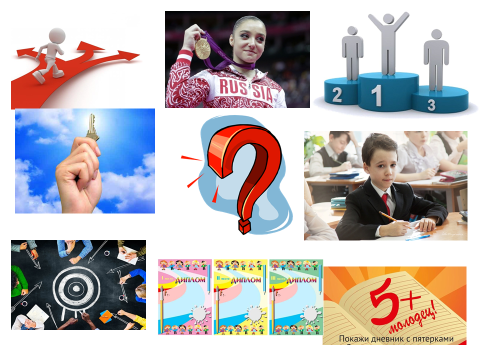 RUSSIA
2
1
3
ДИПЛОМ
ДИПЛОМ
ДИПЛОМ
5+
молодец!
Покажи дневник с пятерками